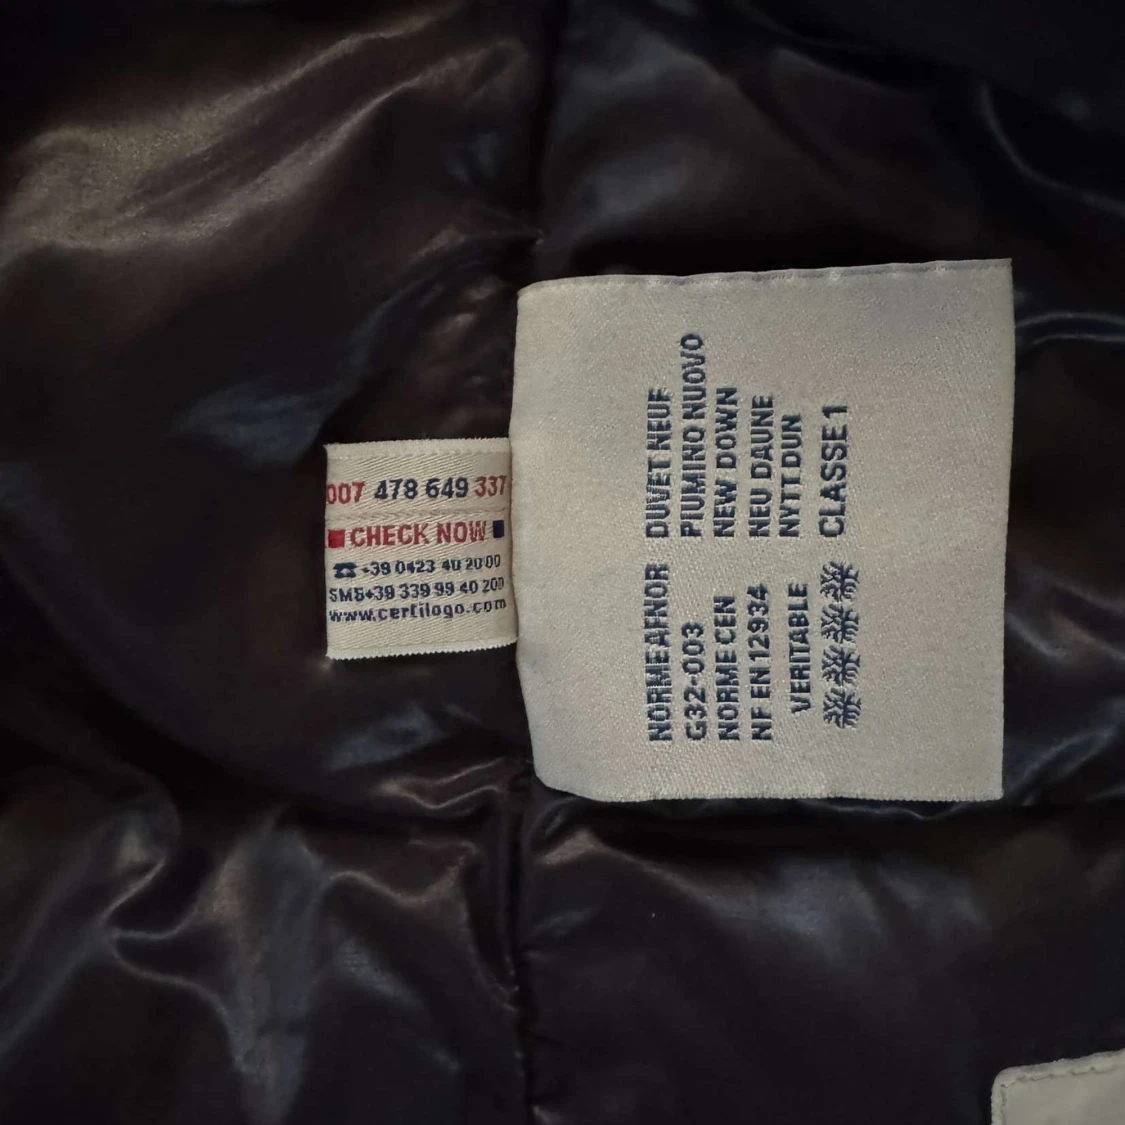 007 478 649 337
CHECK NOW
☎ +39 0423 40 20 00
SMS+39 339 99 40 200
www.certilogo.com
NORME AFNOR DUVET NEUF
G32-003 PIUMINO NUOVO
NORME CEN NEW DOWN
NF EN 12934 NEU DAUNE
VERITABLE NYTT DUN
CLASSE 1